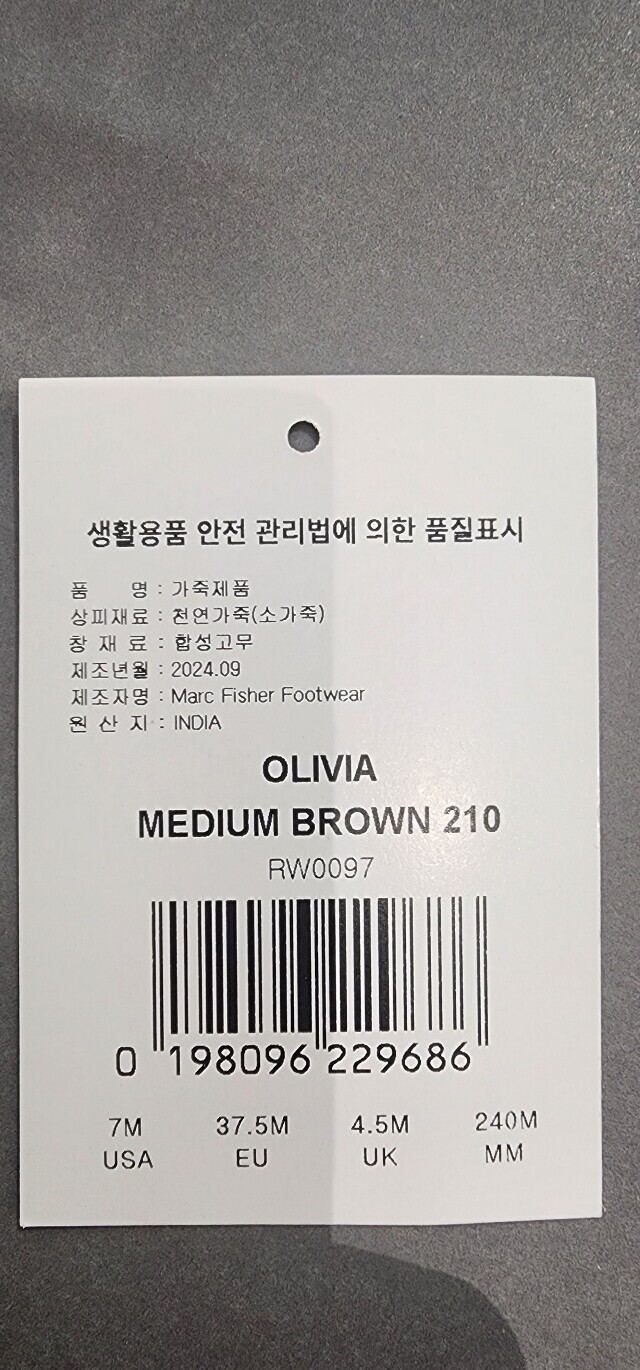 생활용품 안전 관리법에 의한 품질표시
품 명 : 가죽제품
상피재료 : 천연가죽(소가죽)
창 재 료 : 합성고무
제조년월 : 2024.09
제조자명 : Marc Fisher Footwear
원 산 지 : INDIA
OLIVIA
MEDIUM BROWN 210
RW0097
0 198096 229686
7M 37.5M 4.5M 240M
USA EU UK MM